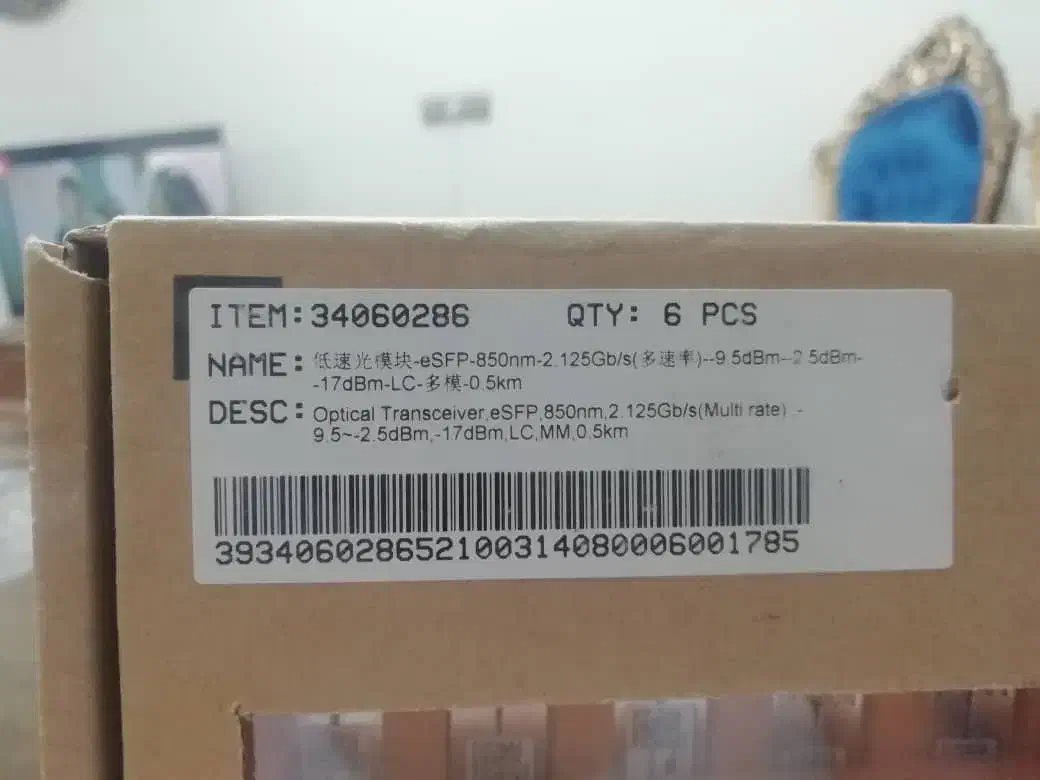 ITEM:34060286 QTY: 6 PCS
NAME: 低速光模块-eSFP-850nm-2.125Gb/s(多速率)--9.5dBm--2.5dBm-
-17dBm-LC-多模-0.5km
DESC: Optical Transceiver,eSFP,850nm,2.125Gb/s(Multi rate) ,-
9.5~-2.5dBm,-17dBm,LC,MM,0.5km
393406028652100314080006001785